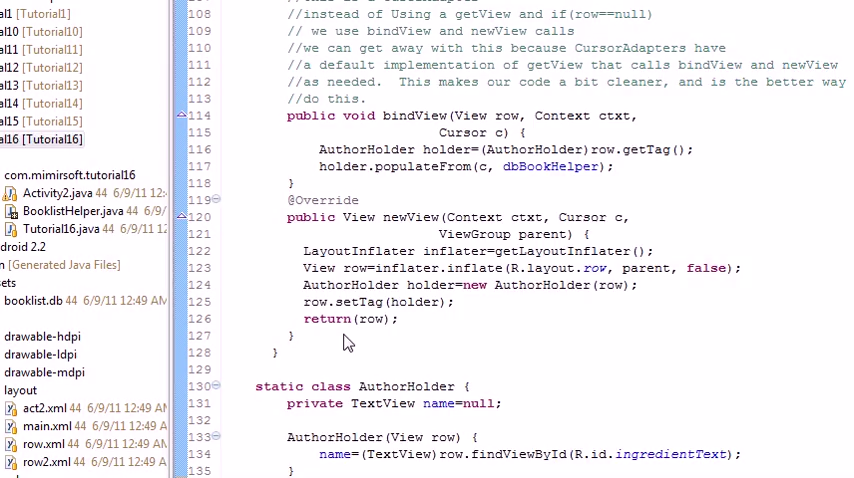 al1 [Tutorial1]
al10 [Tutorial10]
al11 [Tutorial11]
al12 [Tutorial12]
al13 [Tutorial13]
al14 [Tutorial14]
al15 [Tutorial15]
al16 [Tutorial16]
com.mimirsoft.tutorial16
Activity2.java 44 6/9/11 12:4
BooklistHelper.java 44 6/9/
Tutorial16.java 44 6/9/11 12
droid 2.2
n [Generated Java Files]
sets
booklist.db 44 6/9/11 12:49 AM
drawable-hdpi
drawable-ldpi
drawable-mdpi
layout
act2.xml 44 6/9/11 12:49 AM
main.xml 44 6/9/11 12:49 A
row.xml 44 6/9/11 12:49 AM
row2.xml 44 6/9/11 12:49 A
108 //instead of Using a getView and if(row==null)
109 // we use bindView and newView calls
110 //we can get away with this because CursorAdapters have
111 //a default implementation of getView that calls bindView and newView
112 //as needed.  This makes our code a bit cleaner, and is the better way
113 //do this.
114 public void bindView(View row, Context ctxt,
115 Cursor c) {
116 AuthorHolder holder=(AuthorHolder)row.getTag();
117 holder.populateFrom(c, dbBookHelper);
118 }
119 @Override
120 public View newView(Context ctxt, Cursor c,
121 ViewGroup parent) {
122 LayoutInflater inflater=getLayoutInflater();
123 View row=inflater.inflate(R.layout.row, parent, false);
124 AuthorHolder holder=new AuthorHolder(row);
125 row.setTag(holder);
126 return(row);
127 }
128 }
129
130 static class AuthorHolder {
131 private TextView name=null;
132
133 AuthorHolder(View row) {
134 name=(TextView)row.findViewById(R.id.ingredientText);
135 }